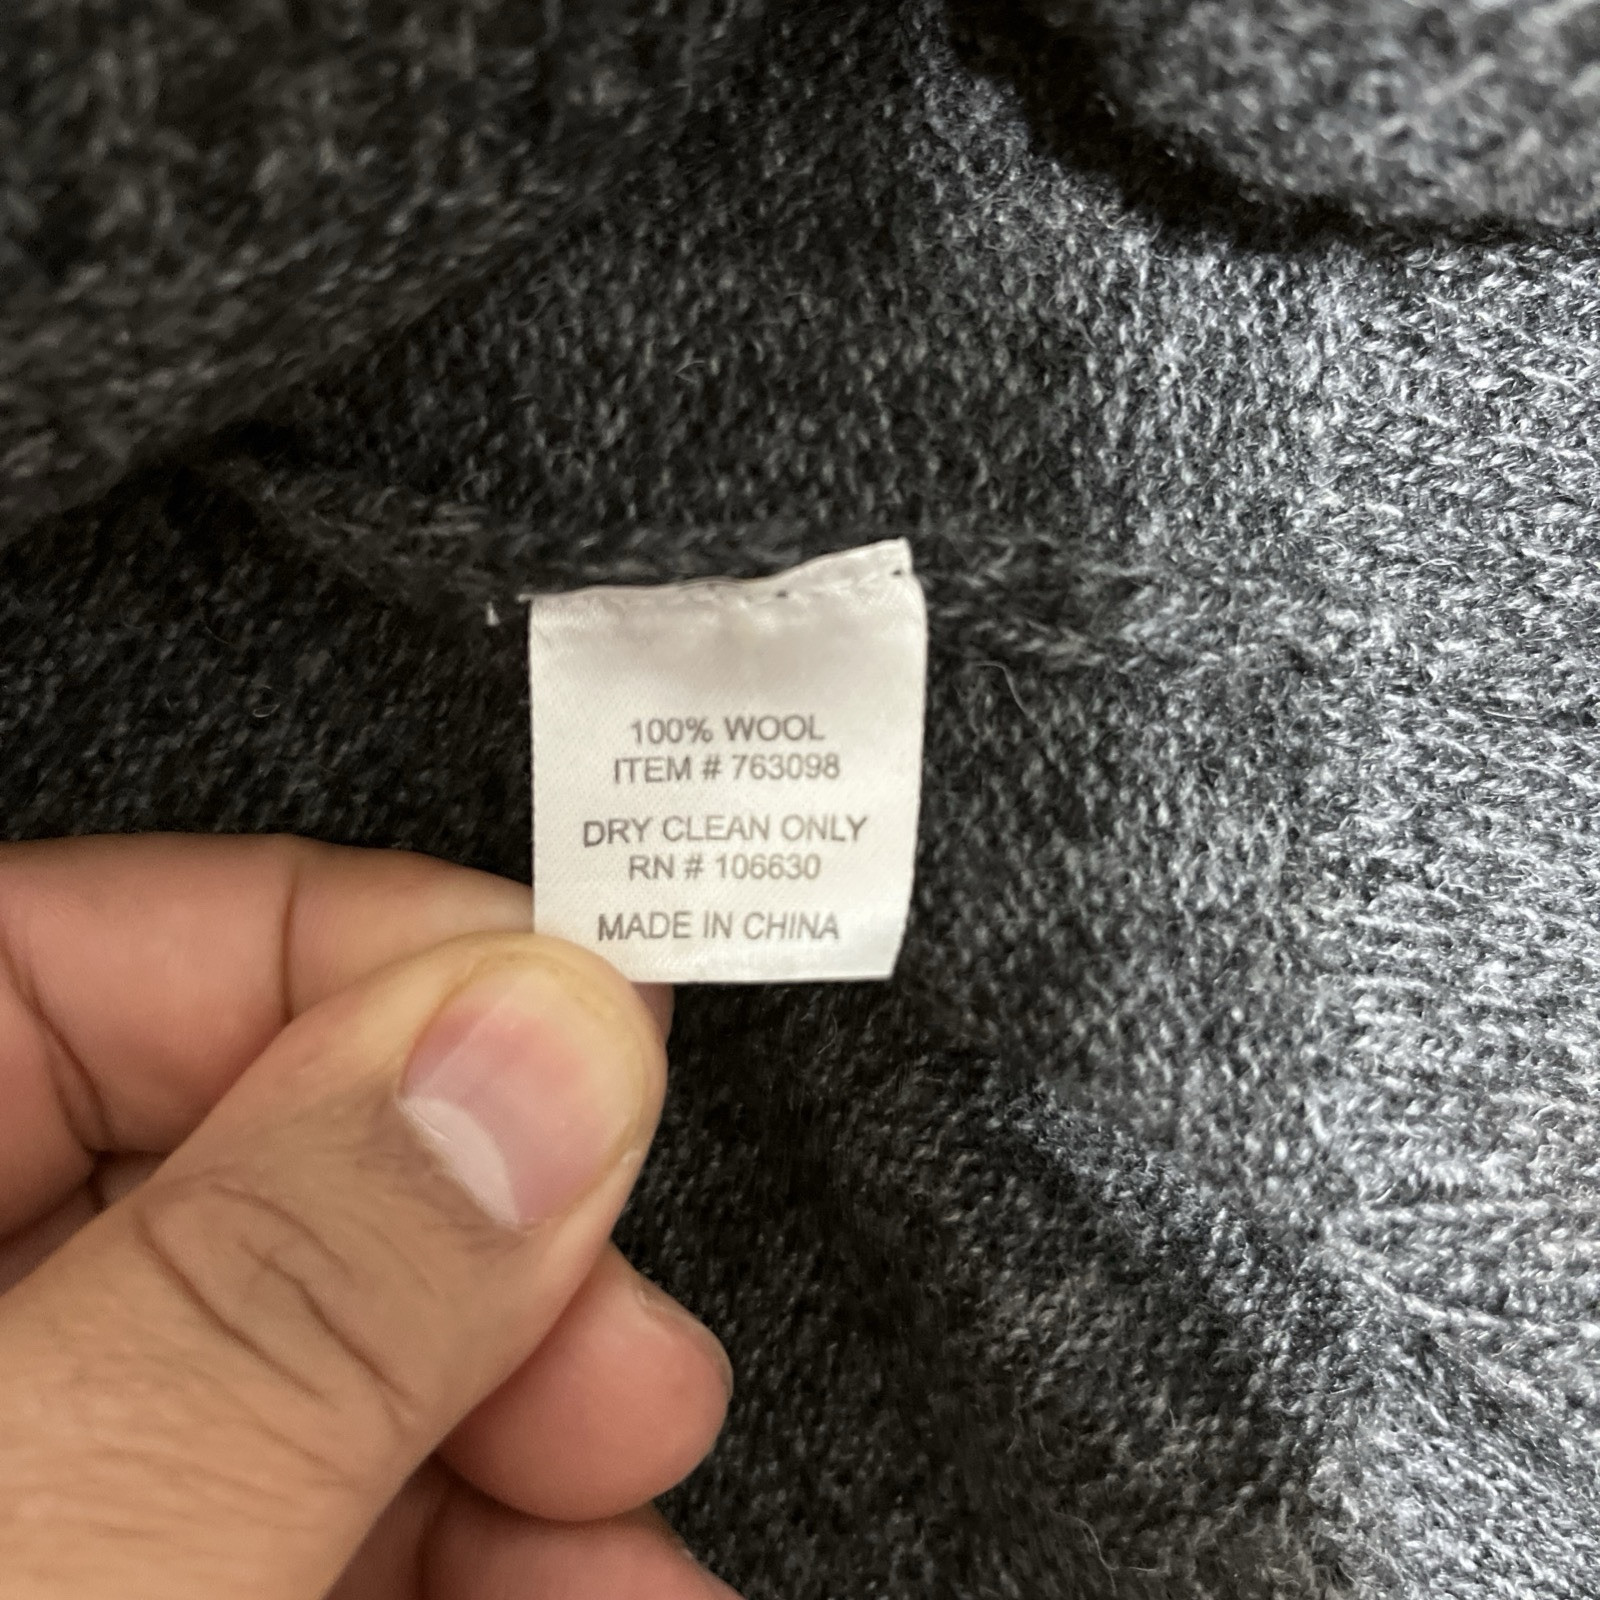 100% WOOL
ITEM # 763098
DRY CLEAN ONLY
RN # 106630
MADE IN CHINA